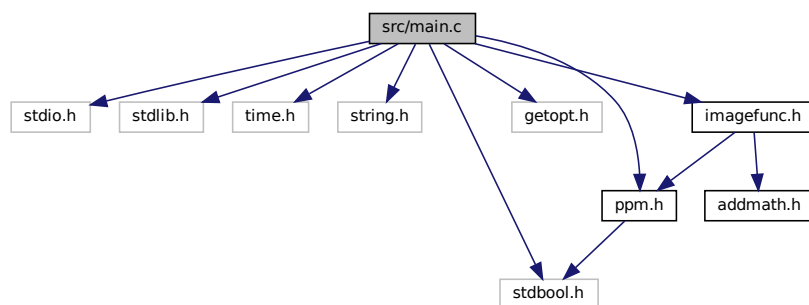 src/main.c
stdio.h
stdlib.h
time.h
string.h
getopt.h
imagefunc.h
ppm.h
addmath.h
stdbool.h